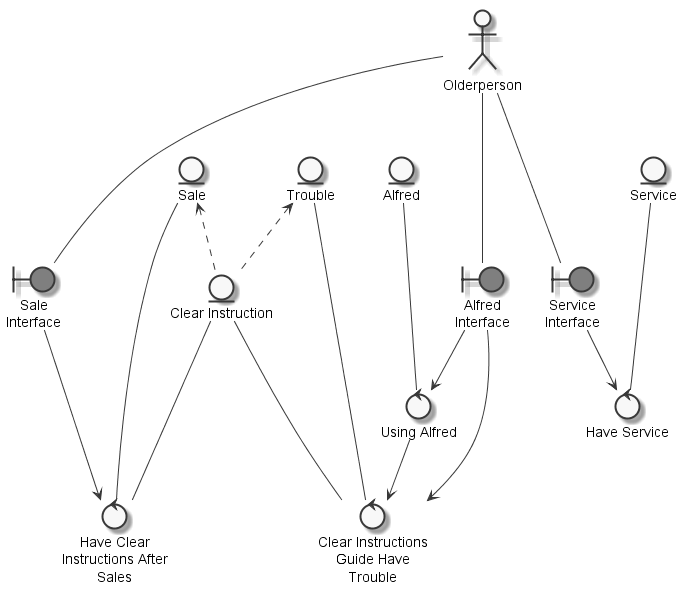 Olderperson
Sale
Trouble
Alfred
Service
Sale
Interface
Clear Instruction
Alfred
Interface
Service
Interface
Using Alfred
Have Service
Have Clear
Instructions After
Sales
Clear Instructions
Guide Have
Trouble